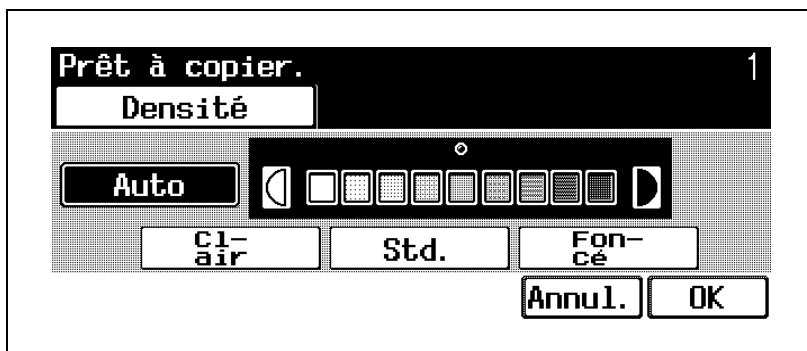 Prêt à copier. 1
Densité
Auto
Cl-
air
Std.
Fon-
cé
Annul.
OK